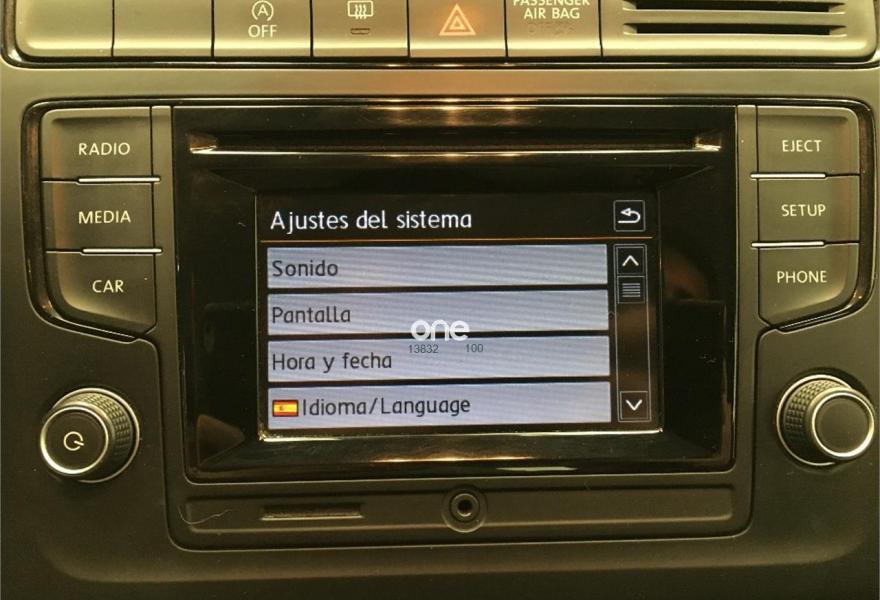 A
OFF
PASSENGER
AIR BAG
RADIO
EJECT
MEDIA
SETUP
CAR
PHONE
Ajustes del sistema
Sonido
Pantalla
Hora y fecha
Idioma/Language
one
13832 100